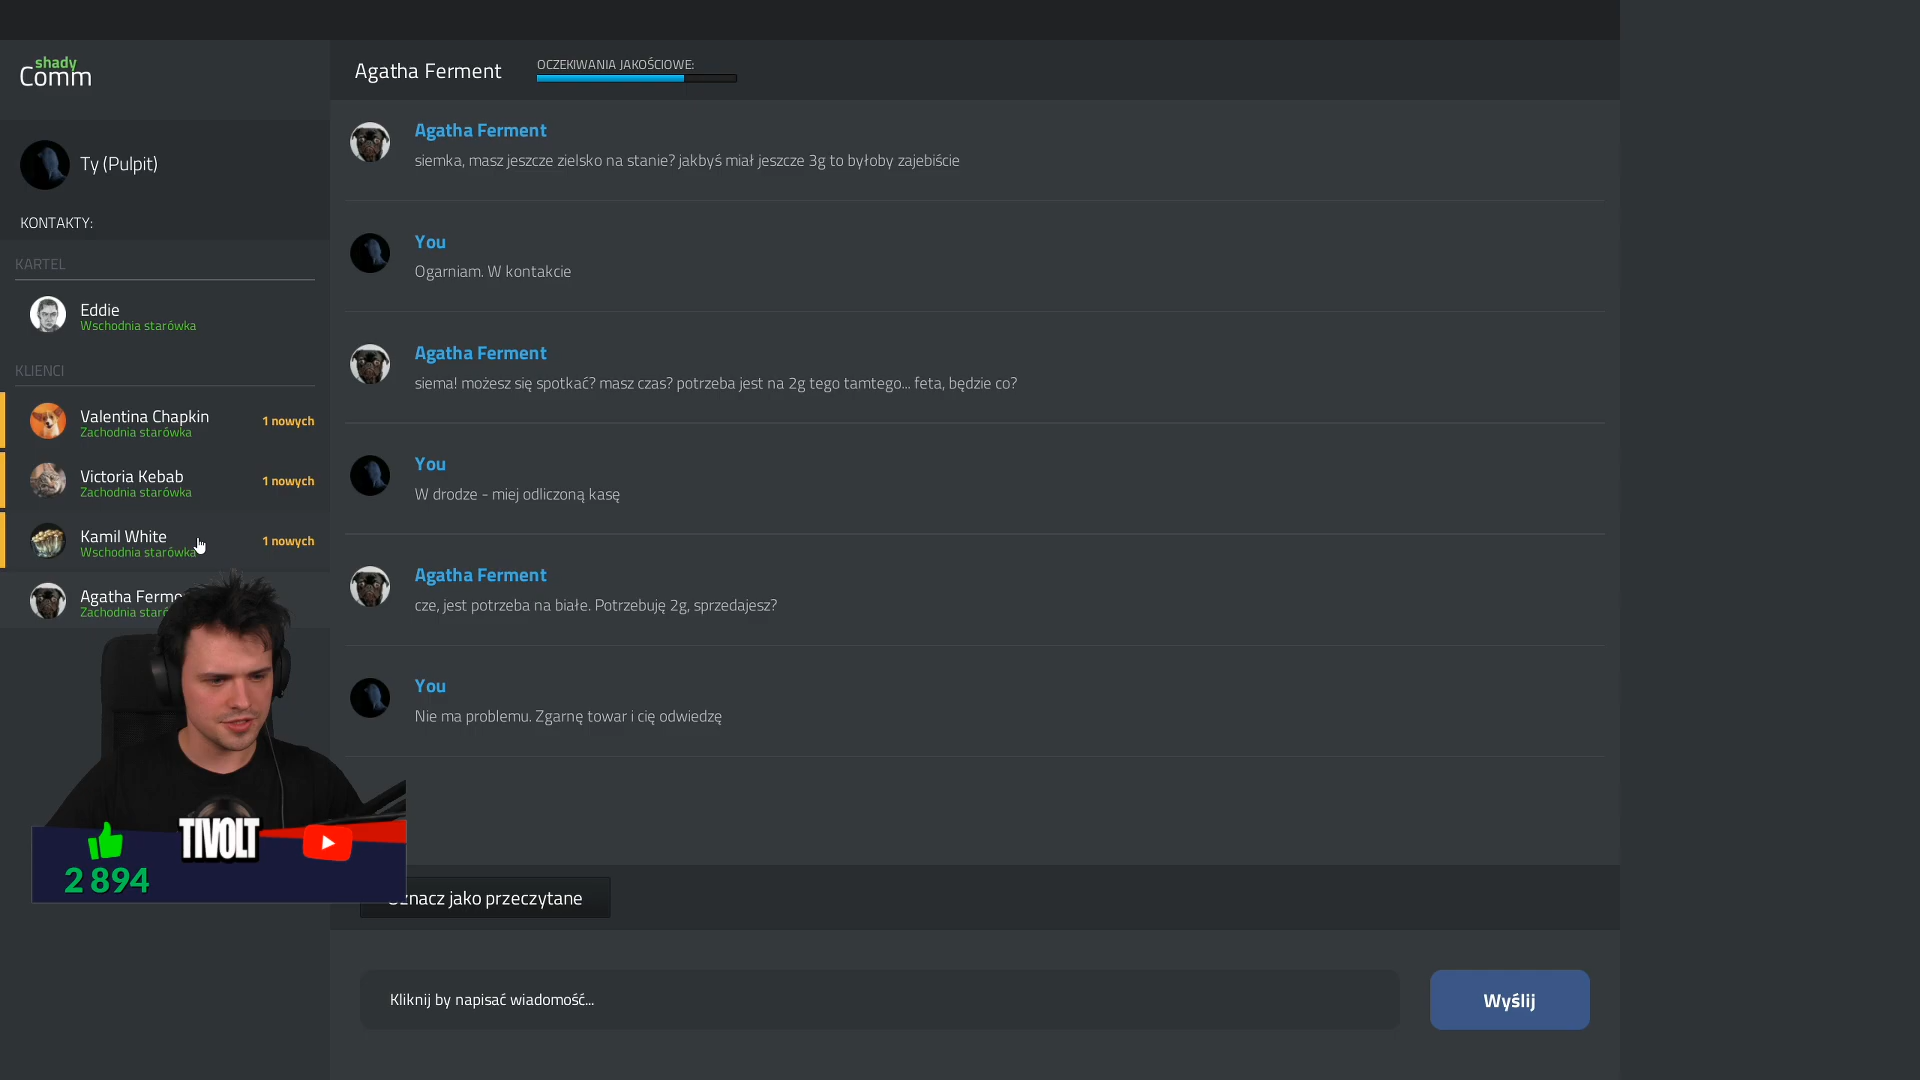 shady
Comm
Ty (Pulpit)
KONTAKTY:
KARTEL
Eddie
Wschodnia starówka
KLIENCI
Valentina Chapkin
Zachodnia starówka
1 nowych
Victoria Kebab
Zachodnia starówka
1 nowych
Kamil White
Wschodnia starówka
1 nowych
Agatha
Zachodnia
Agatha Ferment
OCZEKIWANIA JAKOŚCIOWE:
Agatha Ferment
siemka, masz jeszcze zielsko na stanie? jakbyś miał jeszcze 3g to byłoby zajebiście
You
Ogarniam. W kontakcie
Agatha Ferment
siema! możesz się spotkać? masz czas? potrzeba jest na 2g tego tamtego... feta, będzie co?
You
W drodze - miej odliczoną kasę
Agatha Ferment
cze, jest potrzeba na białe. Potrzebuję 2g, sprzedajesz?
You
Nie ma problemu. Zgarnę towar i cię odwiedzę
Oznacz jako przeczytane
Kliknij by napisać wiadomość...
Wyślij
TIVOLT
2 894